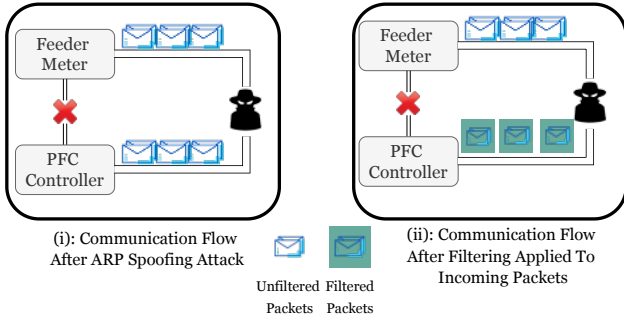 Feeder
Meter
PFC
Controller
(i): Communication Flow
After ARP Spoofing Attack
Feeder
Meter
PFC
Controller
(ii): Communication Flow
After Filtering Applied To
Incoming Packets
Unfiltered
Packets
Filtered
Packets